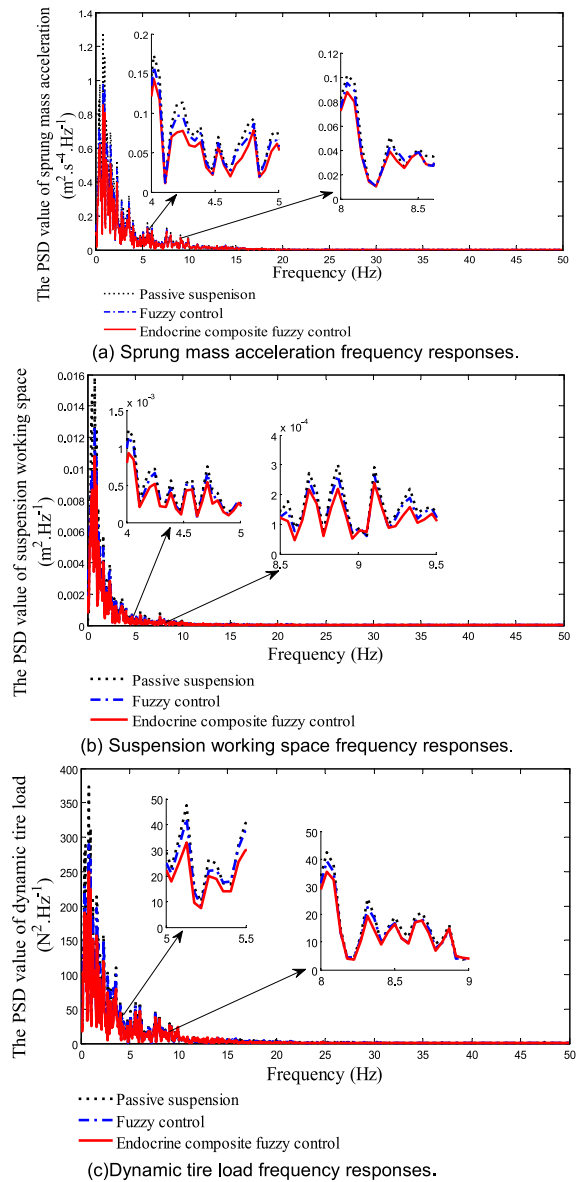 The PSD value of sprung mass acceleration
(m².s⁻⁴.Hz⁻¹)
1.4
1.2
1
0.8
0.6
0.4
0.2
0
0 5 10 15 20 25 30 35 40 45 50
0.2
0.15
0.1
0.05
0
4 4.5 5
0.12
0.1
0.08
0.06
0.04
0.02
0
8 8.5
Frequency (Hz)
Passive suspenison
Fuzzy control
Endocrine composite fuzzy control
(a) Sprung mass acceleration frequency responses.
The PSD value of suspension working space
(m².Hz⁻¹)
0.016
0.014
0.012
0.01
0.008
0.006
0.004
0.002
0
0 5 10 15 20 25 30 35 40 45 50
x 10⁻³
1.5
1
0.5
0
4 5
x 10⁻⁴
4
3
2
1
0
8.5 9 9.5
Frequency (Hz)
Passive suspension
Fuzzy control
Endocrine composite fuzzy control
(b) Suspension working space frequency responses.
The PSD value of dynamic tire load
(N².Hz⁻¹)
400
350
300
250
200
150
100
50
0
0 5 10 15 20 25 30 35 40 45 50
50
40
30
20
10
0
5 5.5
50
40
30
20
10
0
8 8.5 9
Frequency (Hz)
Passive suspension
Fuzzy control
Endocrine composite fuzzy control
(c)Dynamic tire load frequency responses.